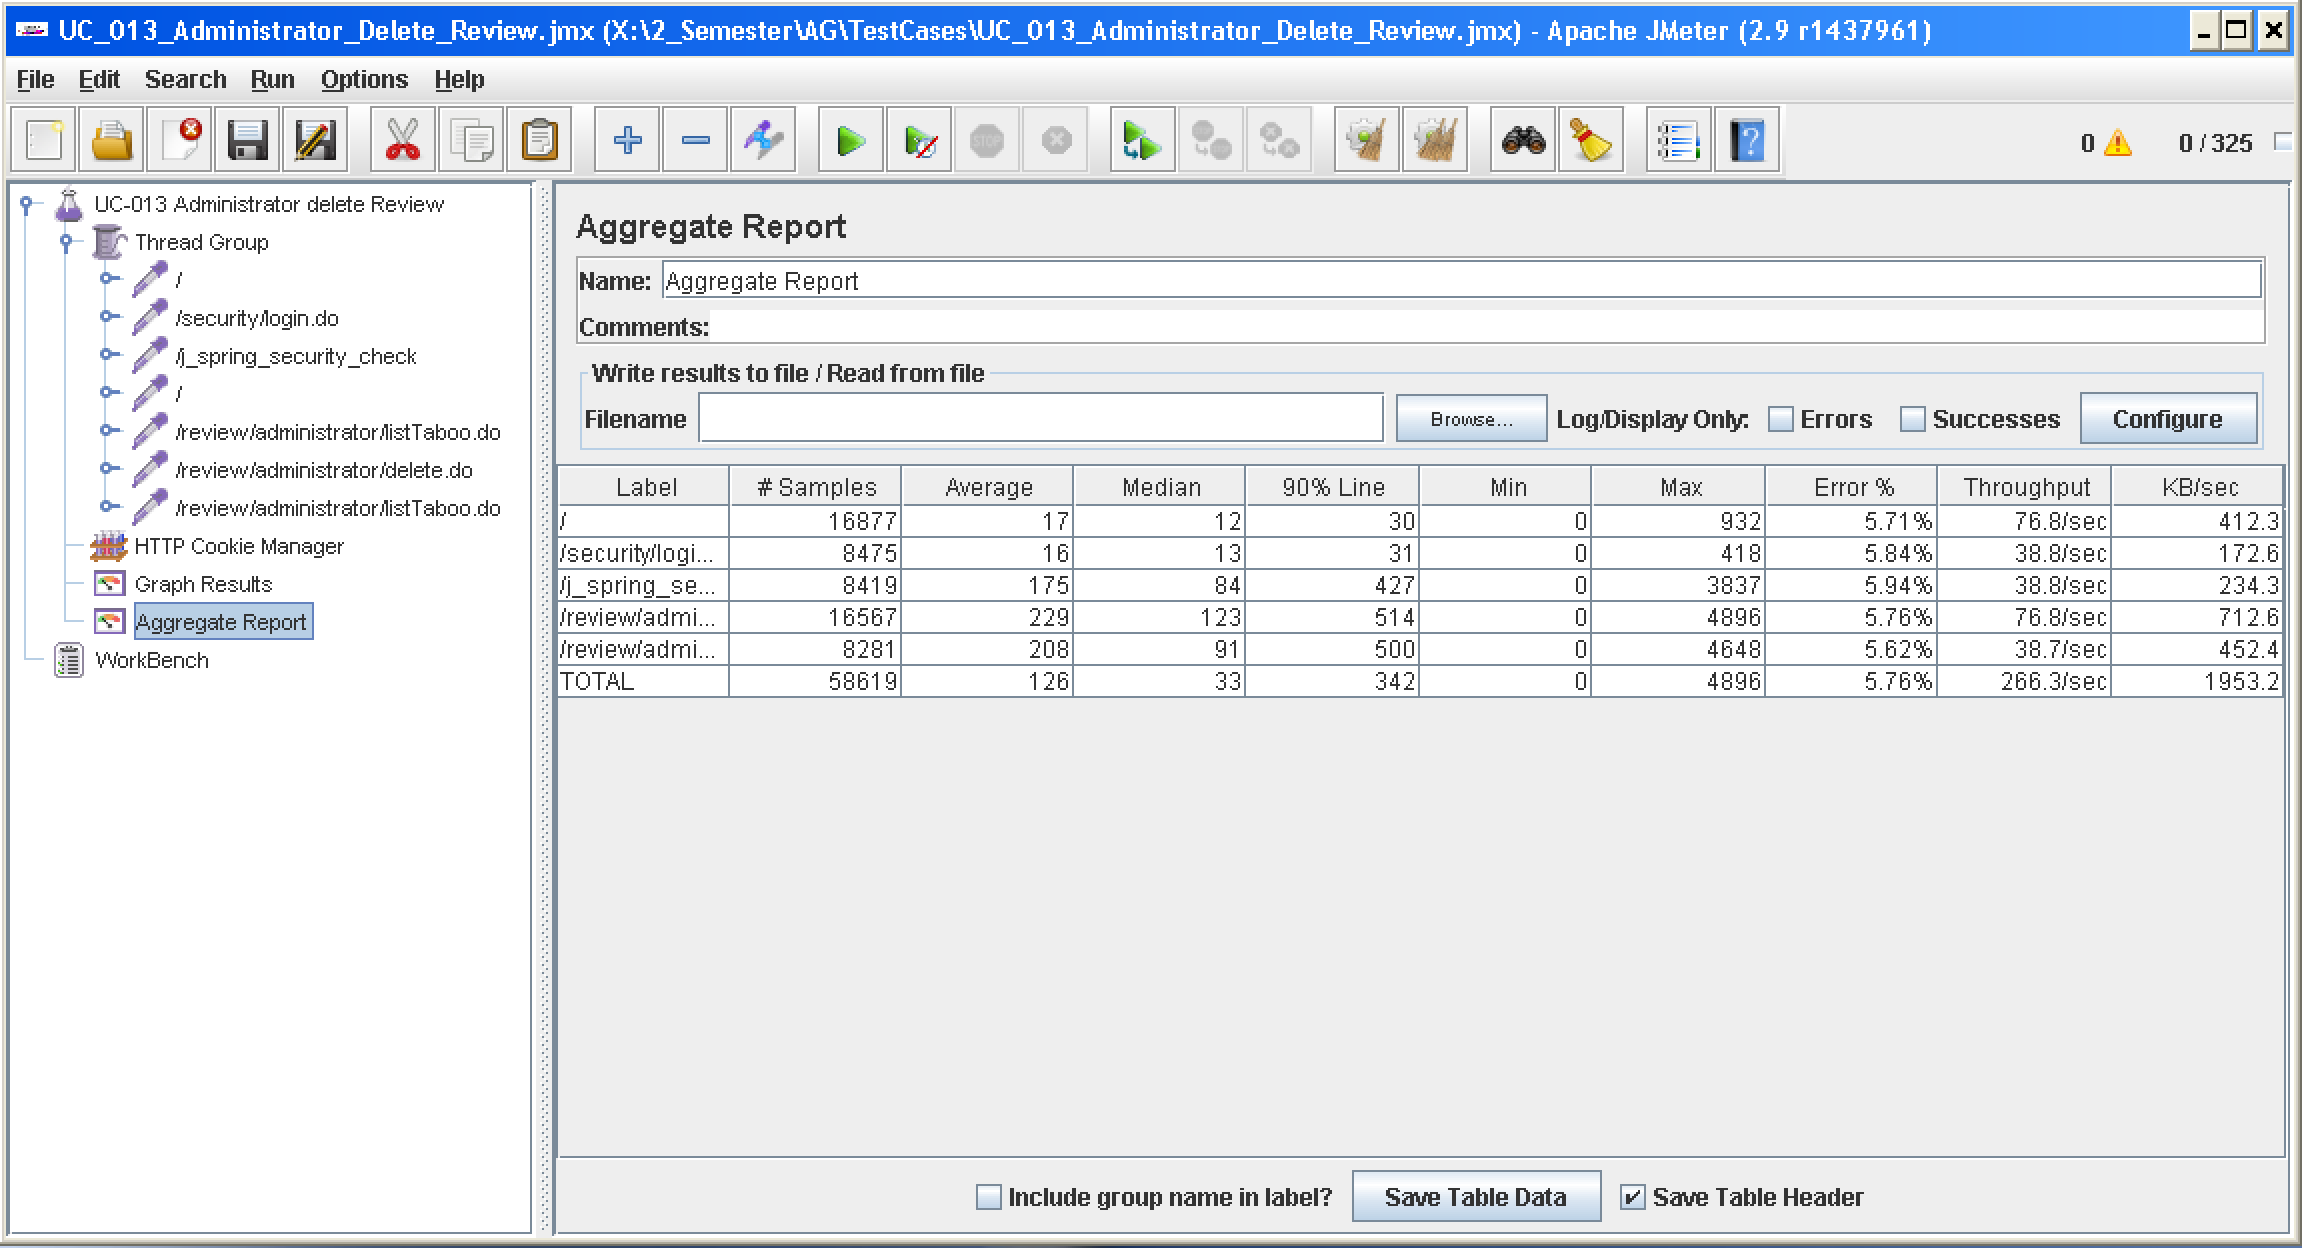 UC_013_Administrator_Delete_Review.jmx (X:\2_Semester\AG\TestCases\UC_013_Administrator_Delete_Review.jmx) - Apache JMeter (2.9 r1437961)
File Edit Search Run Options Help
STOP
0 0 / 325
UC-013 Administrator delete Review
Thread Group
/
/security/login.do
/j_spring_security_check
/
/review/administrator/listTaboo.do
/review/administrator/delete.do
/review/administrator/listTaboo.do
HTTP Cookie Manager
Graph Results
Aggregate Report
WorkBench
Aggregate Report
Name: Aggregate Report
Comments:
Write results to file / Read from file
Filename Browse... Log/Display Only: Errors Successes Configure
Label # Samples Average Median 90% Line Min Max Error % Throughput KB/sec
/ 16877 17 12 30 0 932 5.71% 76.8/sec 412.3
/security/logi... 8475 16 13 31 0 418 5.84% 38.8/sec 172.6
/j_spring_se... 8419 175 84 427 0 3837 5.94% 38.8/sec 234.3
/review/admi... 16567 229 123 514 0 4896 5.76% 76.8/sec 712.6
/review/admi... 8281 208 91 500 0 4648 5.62% 38.7/sec 452.4
TOTAL 58619 126 33 342 0 4896 5.76% 266.3/sec 1953.2
Include group name in label? Save Table Data Save Table Header